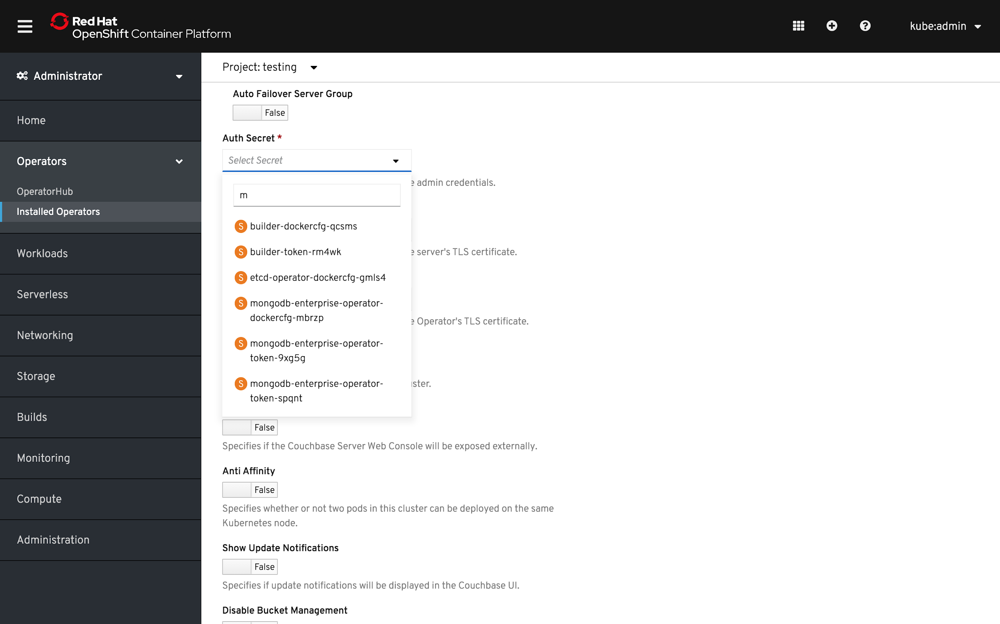 Red Hat
OpenShift Container Platform
kube:admin
Administrator
Home
Operators
OperatorHub
Installed Operators
Workloads
Serverless
Networking
Storage
Builds
Monitoring
Compute
Administration
Project: testing
Auto Failover Server Group
False
Auth Secret *
Select Secret
admin credentials.
m
S builder-dockercfg-qcsms
S builder-token-rm4wk
server's TLS certificate.
S etcd-operator-dockercfg-gmls4
S mongodb-enterprise-operator-
dockercfg-mbrzp
Operator's TLS certificate.
S mongodb-enterprise-operator-
token-9xg5g
S mongodb-enterprise-operator-
token-spqnt
False
Specifies if the Couchbase Server Web Console will be exposed externally.
Anti Affinity
False
Specifies whether or not two pods in this cluster can be deployed on the same
Kubernetes node.
Show Update Notifications
False
Specifies if update notifications will be displayed in the Couchbase UI.
Disable Bucket Management